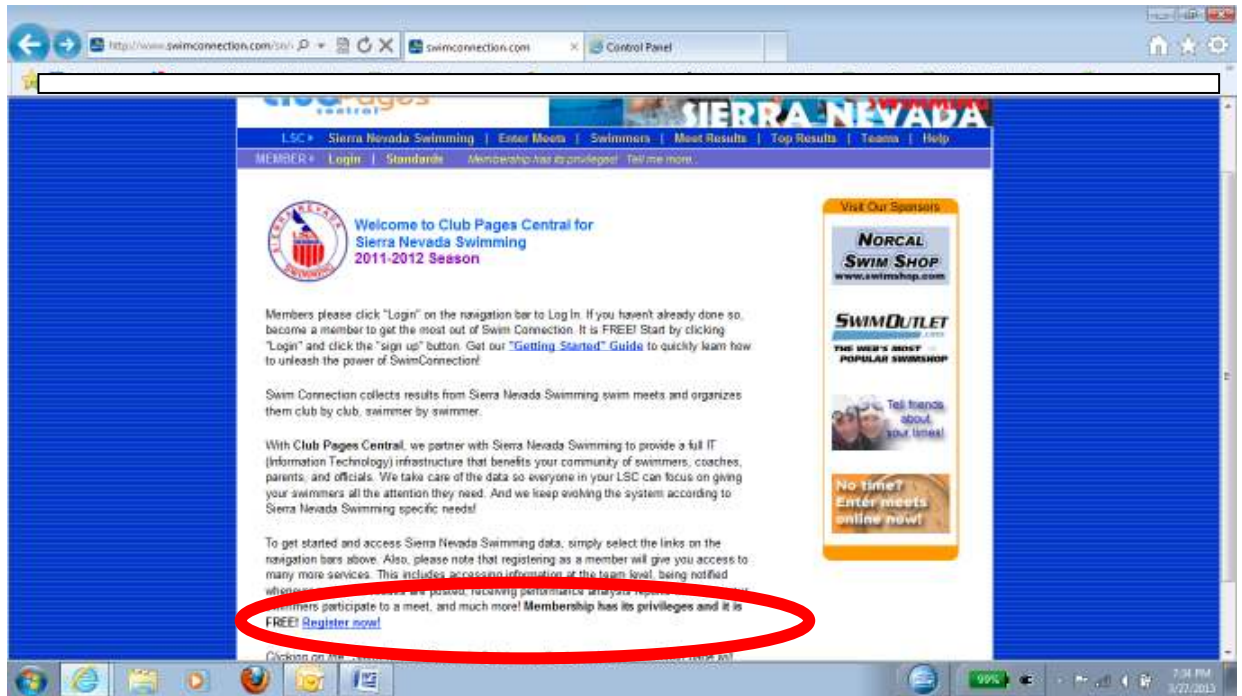 http://www.swimconnection.com/sn/
swimconnection.com
Control Panel
SIERRA NEVADA
LSC Sierra Nevada Swimming | Enter Meets | Swimmers | Meet Results | Top Results | Teams | Help
MEMBER Login | Standards Membership has its privileges! Tell me more...
Welcome to Club Pages Central for
Sierra Nevada Swimming
2011-2012 Season
Members please click "Login" on the navigation bar to Log In. If you haven't already done so,
become a member to get the most out of Swim Connection. It is FREE! Start by clicking
"Login" and click the "sign up" button. Get our "Getting Started" Guide to quickly learn how
to unleash the power of SwimConnection!
Swim Connection collects results from Sierra Nevada Swimming swim meets and organizes
them club by club, swimmer by swimmer.
With Club Pages Central, we partner with Sierra Nevada Swimming to provide a full IT
(Information Technology) infrastructure that benefits your community of swimmers, coaches,
parents, and officials. We take care of the data so everyone in your LSC can focus on giving
your swimmers all the attention they need. And we keep evolving the system according to
Sierra Nevada Swimming specific needs!
To get started and access Sierra Nevada Swimming data, simply select the links on the
navigation bars above. Also, please note that registering as a member will give you access to
many more services. This includes accessing information at the team level, being notified
are posted, receiving performance analysis reports
swimmers participate to a meet, and much more! Membership has its privileges and it is
FREE! Register now!
Clicking on the
Visit Our Sponsors
NORCAL
SWIM SHOP
www.swimshop.com
SWIMOUTLET
.com
THE WEB'S MOST
POPULAR SWIMSHOP
Tell friends
about
your times!
No time?
Enter meets
online now!
99%
7:34 PM
3/27/2013